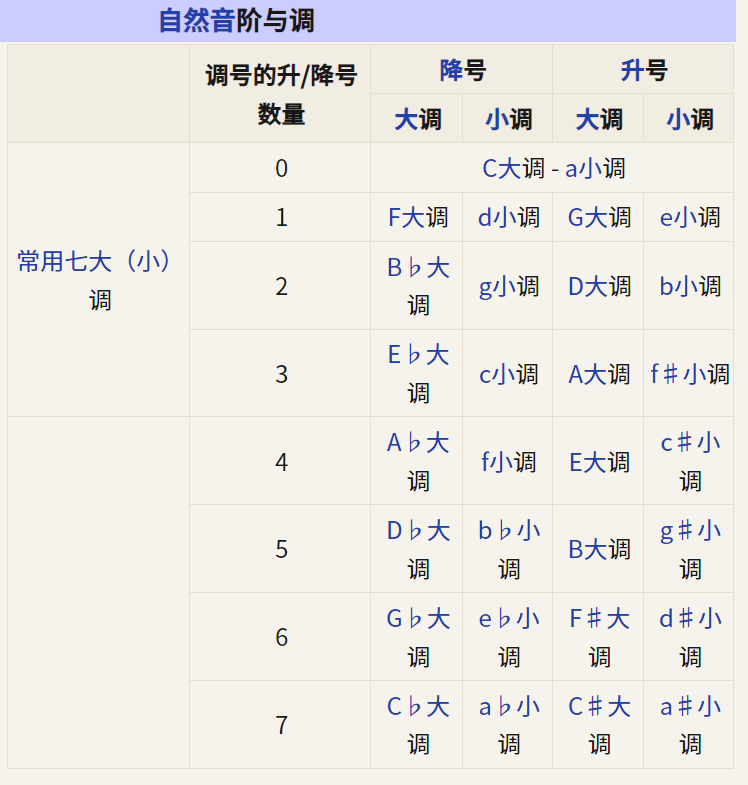 自然音阶与调
调号的升/降号
数量
降号
升号
大调
小调
大调
小调
常用七大（小）
调
0
C大调 - a小调
1
F大调
d小调
G大调
e小调
2
B♭大
调
g小调
D大调
b小调
3
E♭大
调
c小调
A大调
f♯小调
4
A♭大
调
f小调
E大调
c♯小
调
5
D♭大
调
b♭小
调
B大调
g♯小
调
6
G♭大
调
e♭小
调
F♯大
调
d♯小
调
7
C♭大
调
a♭小
调
C♯大
调
a♯小
调